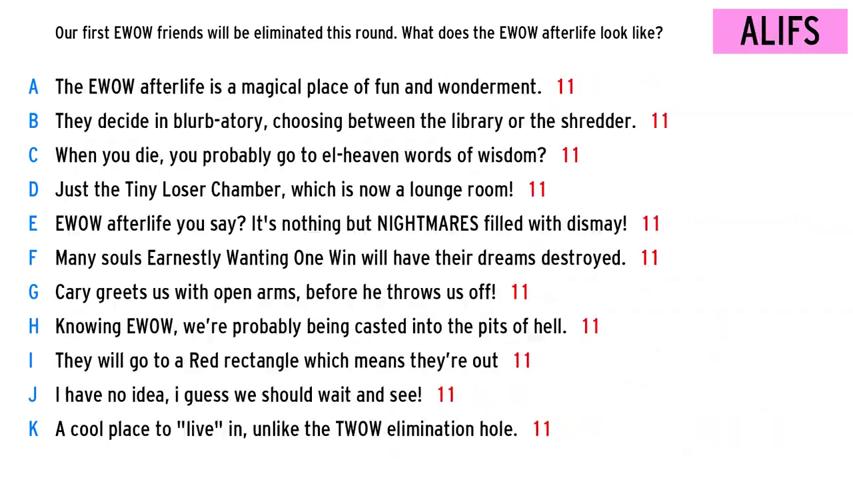 Our first EWOW friends will be eliminated this round. What does the EWOW afterlife look like?
ALIFS
A The EWOW afterlife is a magical place of fun and wonderment. 11
B They decide in blurb-atory, choosing between the library or the shredder. 11
C When you die, you probably go to el-heaven words of wisdom? 11
D Just the Tiny Loser Chamber, which is now a lounge room! 11
E EWOW afterlife you say? It's nothing but NIGHTMARES filled with dismay! 11
F Many souls Earnestly Wanting One Win will have their dreams destroyed. 11
G Cary greets us with open arms, before he throws us off! 11
H Knowing EWOW, we’re probably being casted into the pits of hell. 11
I They will go to a Red rectangle which means they’re out 11
J I have no idea, i guess we should wait and see! 11
K A cool place to "live" in, unlike the TWOW elimination hole. 11